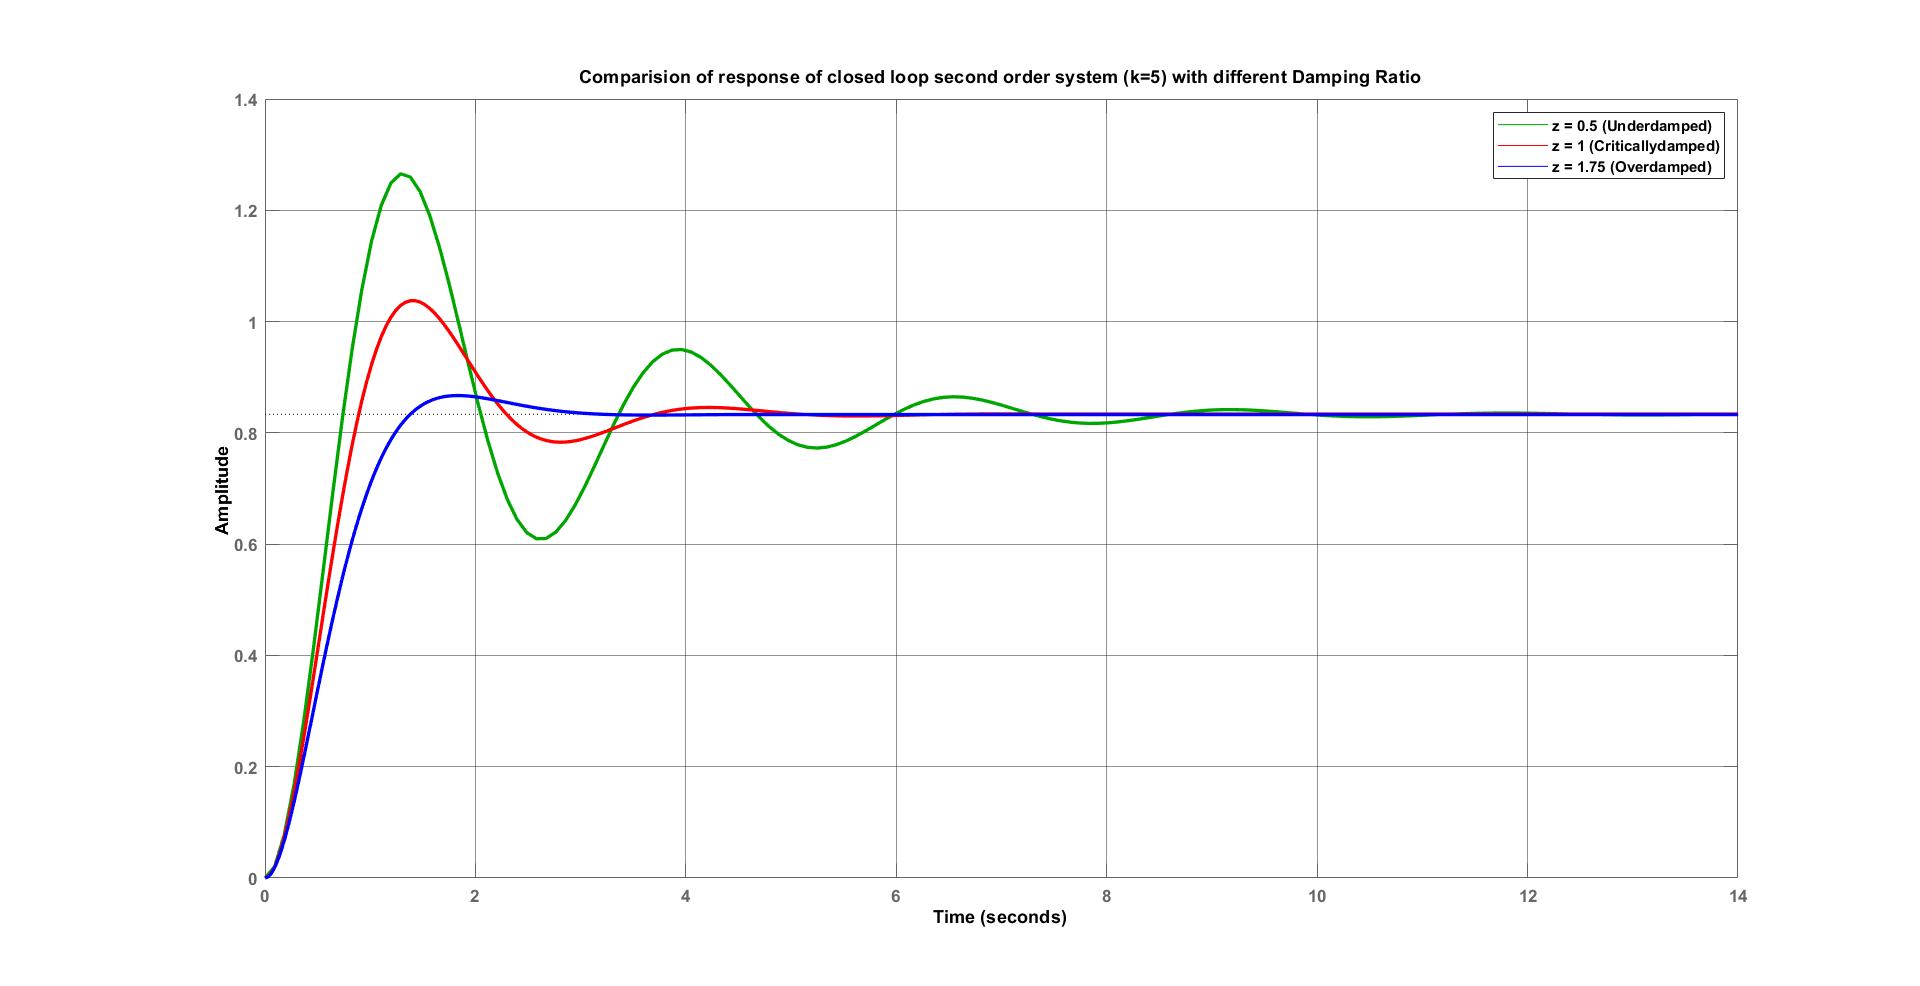 Comparision of response of closed loop second order system (k=5) with different Damping Ratio
1.4
z = 0.5 (Underdamped)
z = 1 (Criticallydamped)
z = 1.75 (Overdamped)
1.2
1
0.8
Amplitude
0.6
0.4
0.2
0
0 2 4 6 8 10 12 14
Time (seconds)